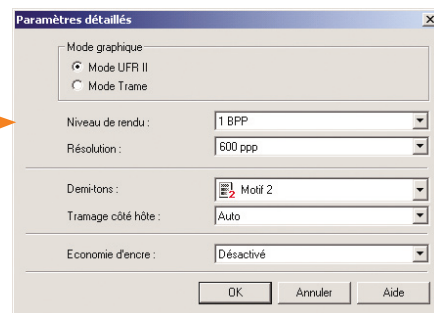 Paramètres détaillés
Mode graphique
Mode UFR II
Mode Trame
Niveau de rendu : 1 BPP
Résolution : 600 ppp
Demi-tons : 2 Motif 2
Tramage côté hôte : Auto
Economie d'encre : Désactivé
OK Annuler Aide